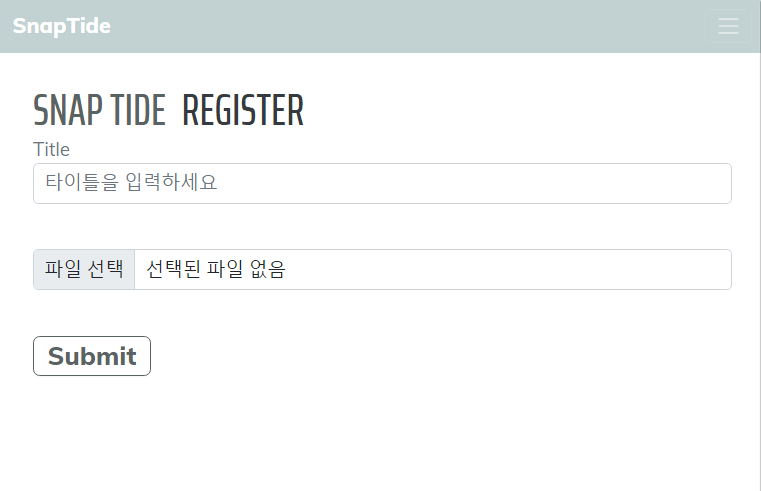 SnapTide
SNAP TIDE REGISTER
Title
타이틀을 입력하세요
파일 선택 선택된 파일 없음
Submit